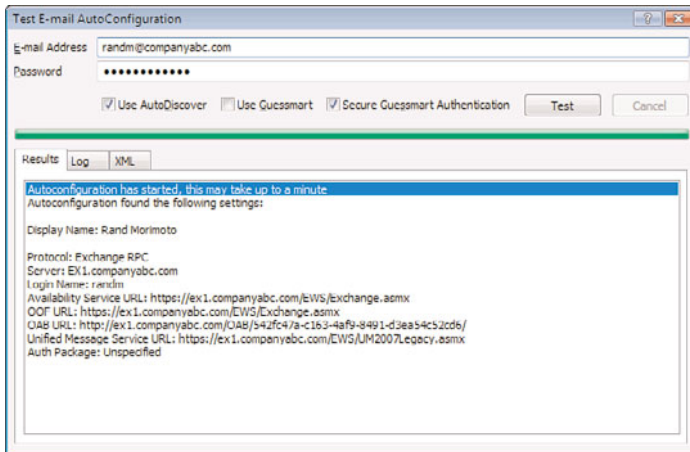 Test E-mail AutoConfiguration
E-mail Address randm@companyabc.com
Password ••••••••••••
Use AutoDiscover Use Guessmart Secure Guessmart Authentication Test Cancel
Results Log XML
Autoconfiguration has started, this may take up to a minute
Autoconfiguration found the following settings:
Display Name: Rand Morimoto
Protocol: Exchange RPC
Server: EX1.companyabc.com
Login Name: randm
Availability Service URL: https://ex1.companyabc.com/EWS/Exchange.asmx
OOF URL: https://ex1.companyabc.com/EWS/Exchange.asmx
OAB URL: http://ex1.companyabc.com/OAB/542fc47a-c163-4af9-8491-d3ea54c52cd6/
Unified Message Service URL: https://ex1.companyabc.com/EWS/UM2007Legacy.asmx
Auth Package: Unspecified